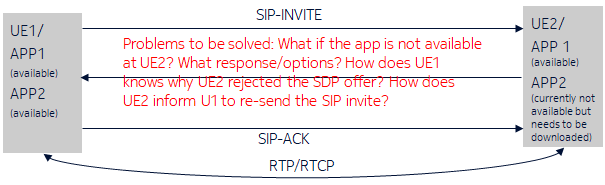 SIP-INVITE
UE1/
APP1
(available)
APP2
(available)
Problems to be solved: What if the app is not available
at UE2? What response/options? How does UE1
knows why UE2 rejected the SDP offer? How does
UE2 inform U1 to re-send the SIP invite?
UE2/
APP 1
(available)
APP2
(currently not
available but
needs to be
downloaded)
SIP-ACK
RTP/RTCP